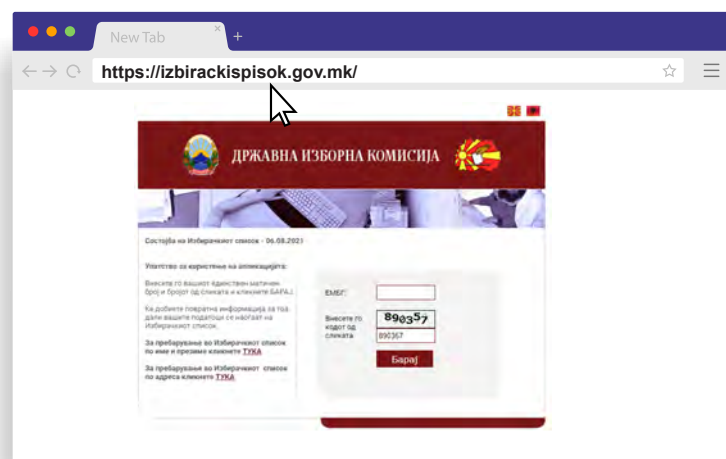 New Tab
https://izbirackispisok.gov.mk/
ДРЖАВНА ИЗБОРНА КОМИСИЈА
Состојба на Избирачкиот список - 06.08.2021
Упатство за користење на апликацијата:
Внесете го вашиот единствен матичен
број и бројот од сликата и кликнете БАРАЈ.
Ќе добиете повратна информација за тоа
дали вашите податоци се наоѓаат на
Избирачкиот список.
За пребарување во Избирачкиот список
по име и презиме кликнете ТУКА
За пребарување во Избирачкиот список
по адреса кликнете ТУКА
ЕМБГ:
Внесете го
кодот од
сликата
890357
890357
Барај